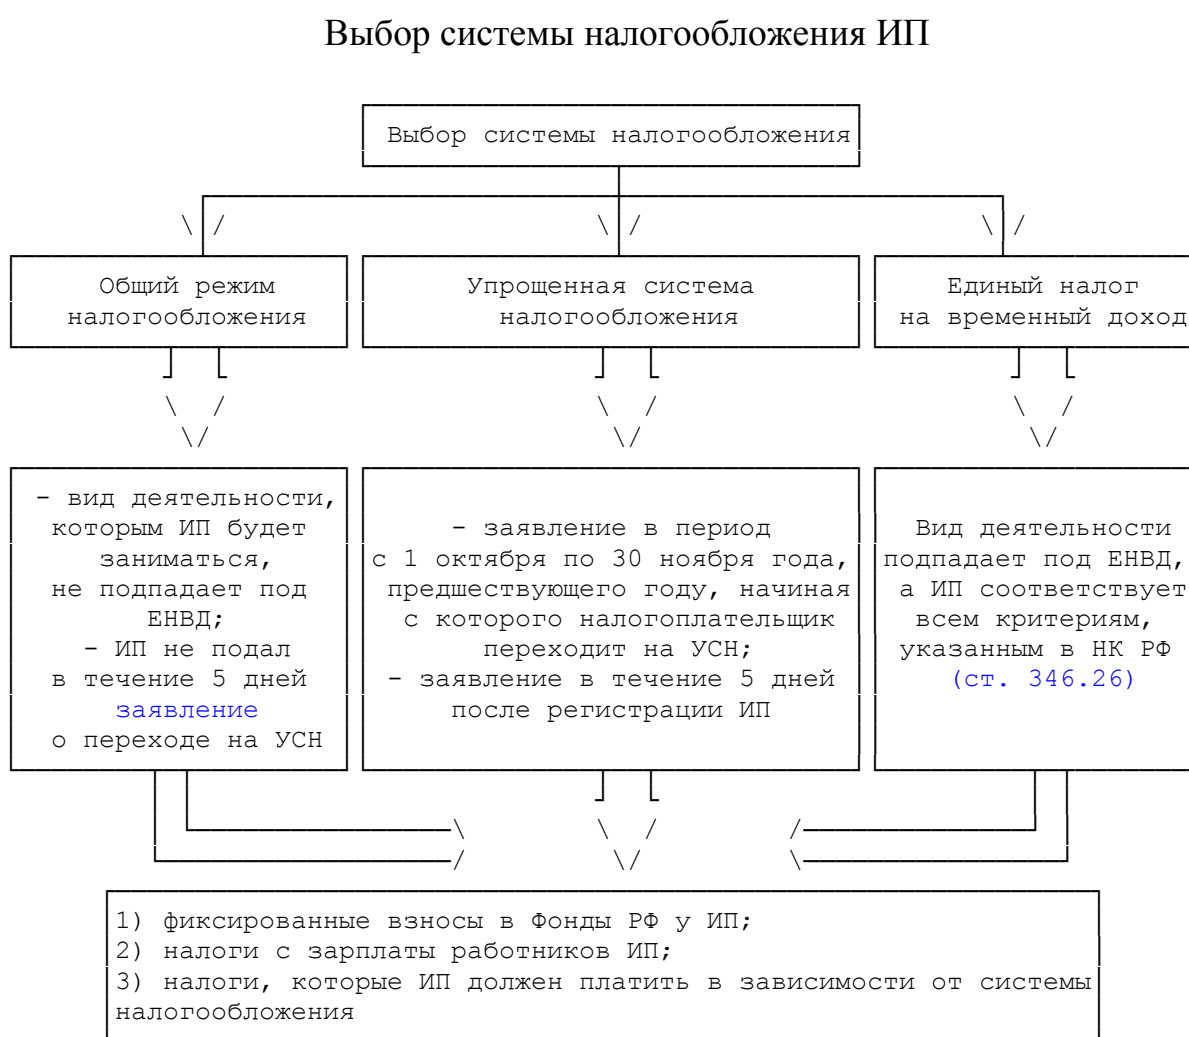 Выбор системы налогообложения ИП
Выбор системы налогообложения
Общий режим
налогообложения
Упрощенная система
налогообложения
Единый налог
на временный доход
- вид деятельности,
которым ИП будет
заниматься,
не подпадает под
ЕНВД;
- ИП не подал
в течение 5 дней
заявление
о переходе на УСН
- заявление в период
с 1 октября по 30 ноября года,
предшествующего году, начиная
с которого налогоплательщик
переходит на УСН;
- заявление в течение 5 дней
после регистрации ИП
Вид деятельности
подпадает под ЕНВД,
а ИП соответствует
всем критериям,
указанным в НК РФ
(ст. 346.26)
1) фиксированные взносы в Фонды РФ у ИП;
2) налоги с зарплаты работников ИП;
3) налоги, которые ИП должен платить в зависимости от системы
налогообложения